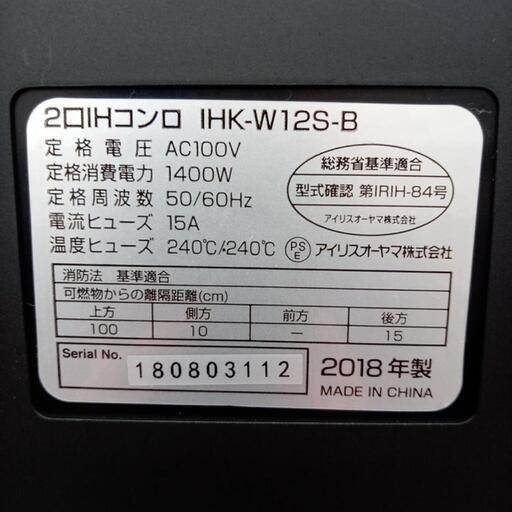 2口IHコンロ IHK-W12S-B
定格電圧 AC100V
定格消費電力 1400W
定格周波数 50/60Hz
電流ヒューズ 15A
温度ヒューズ 240℃/240℃
総務省基準適合
型式確認 第IRIH-84号
アイリスオーヤマ株式会社
PSE アイリスオーヤマ株式会社
消防法 基準適合
可燃物からの離隔距離(cm)
上方 側方 前方 後方
100 10 ― 15
Serial No. 180803112
2018年製
MADE IN CHINA